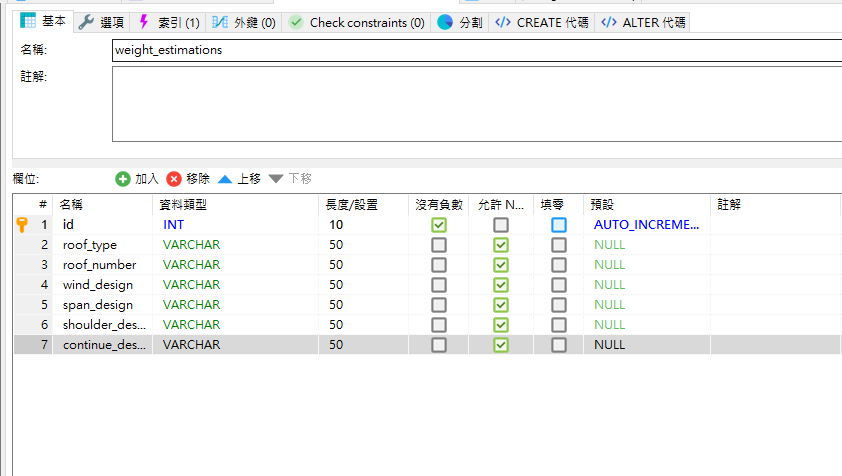 基本 選項 索引 (1) 外鍵 (0) Check constraints (0) 分割 CREATE 代碼 ALTER 代碼
名稱: weight_estimations
註解:
欄位: 加入 移除 上移 下移
# 名稱 資料類型 長度/設置 沒有負數 允許 N... 填零 預設 註解
1 id INT 10 AUTO_INCREME...
2 roof_type VARCHAR 50 NULL
3 roof_number VARCHAR 50 NULL
4 wind_design VARCHAR 50 NULL
5 span_design VARCHAR 50 NULL
6 shoulder_des... VARCHAR 50 NULL
7 continue_des... VARCHAR 50 NULL